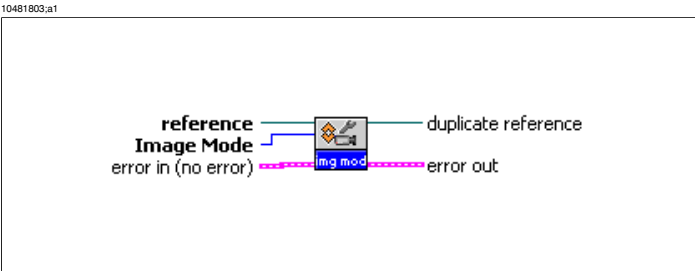 10481803;a1
reference
duplicate reference
Image Mode
error in (no error)
img mod
error out